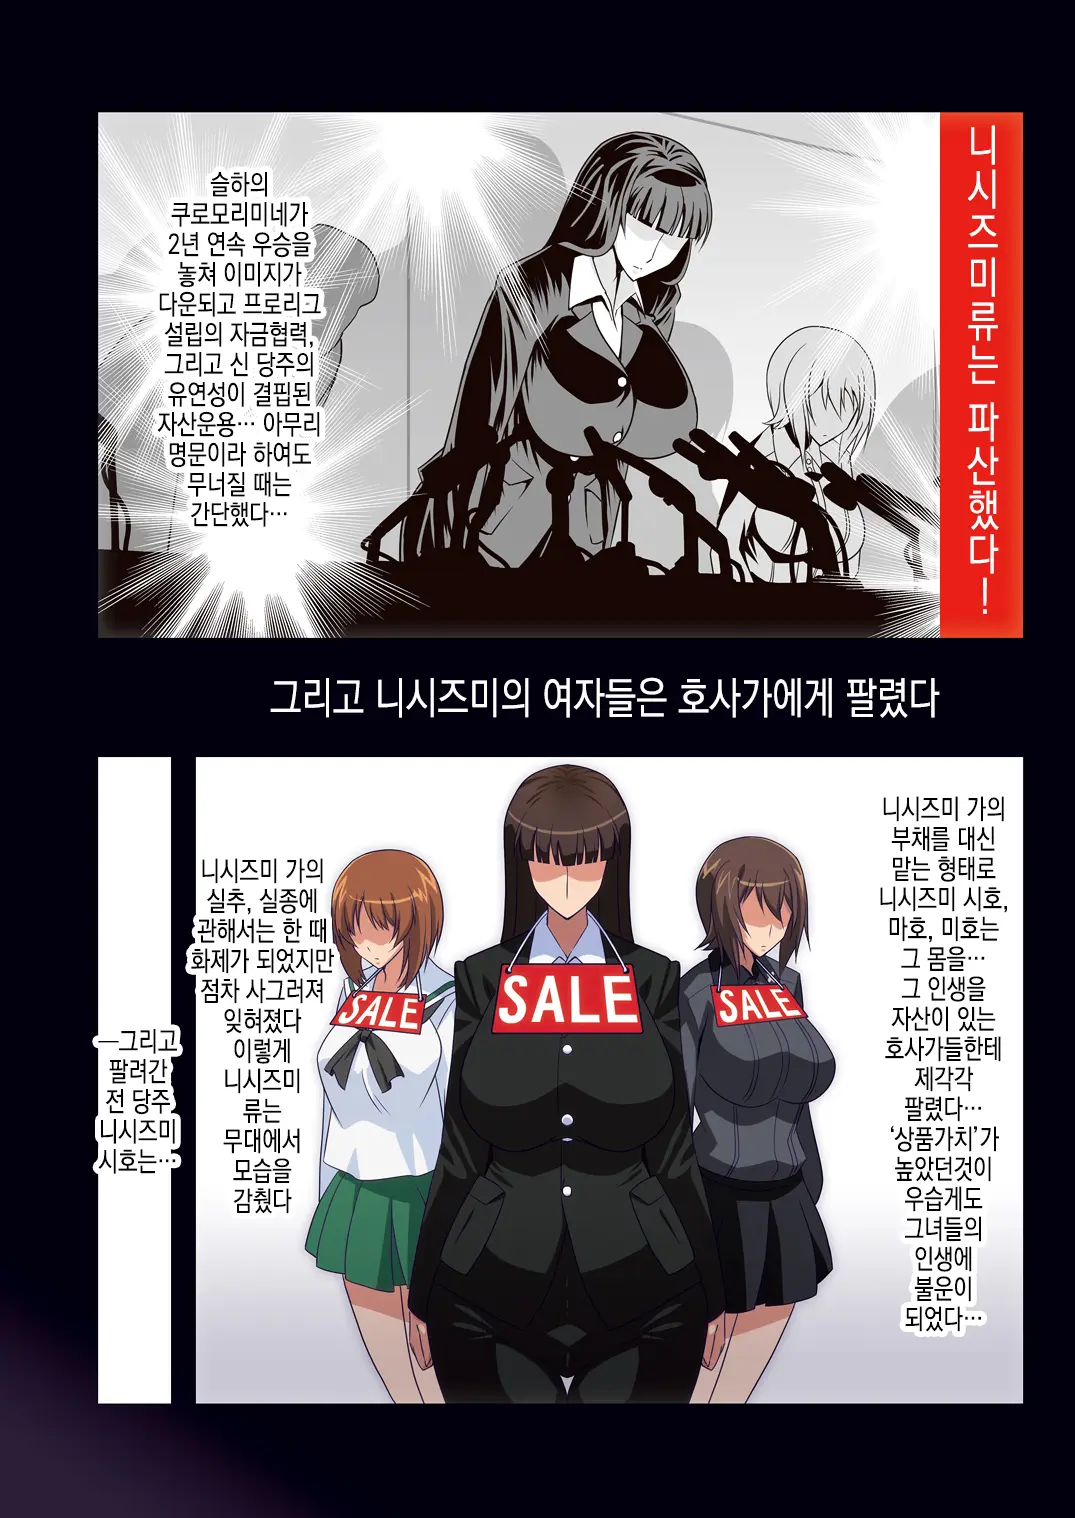 니시즈미류는 파산했다!
슬하의
쿠로모리미네가
2년 연속 우승을
놓쳐 이미지가
다운되고 프로리그
설립의 자금협력,
그리고 신 당주의
유연성이 결핍된
자산운용… 아무리
명문이라 하여도
무너질 때는
간단했다…
그리고 니시즈미의 여자들은 호사가에게 팔렸다
니시즈미 가의
부채를 대신
맡는 형태로
니시즈미 시호,
마호, 미호는
그 몸을…
그 인생을
자산이 있는
호사가들한테
제각각
팔렸다…
‘상품가치’가
높았던것이
우습게도
그녀들의
인생에
불운이
되었다…
SALE
SALE
SALE
니시즈미 가의
실추, 실종에
관해서는 한 때
화제가 되었지만
점차 사그러져
잊혀졌다
이렇게
니시즈미
류는
무대에서
모습을
감췄다
―그리고
팔려간
전 당주
니시즈미
시호는…